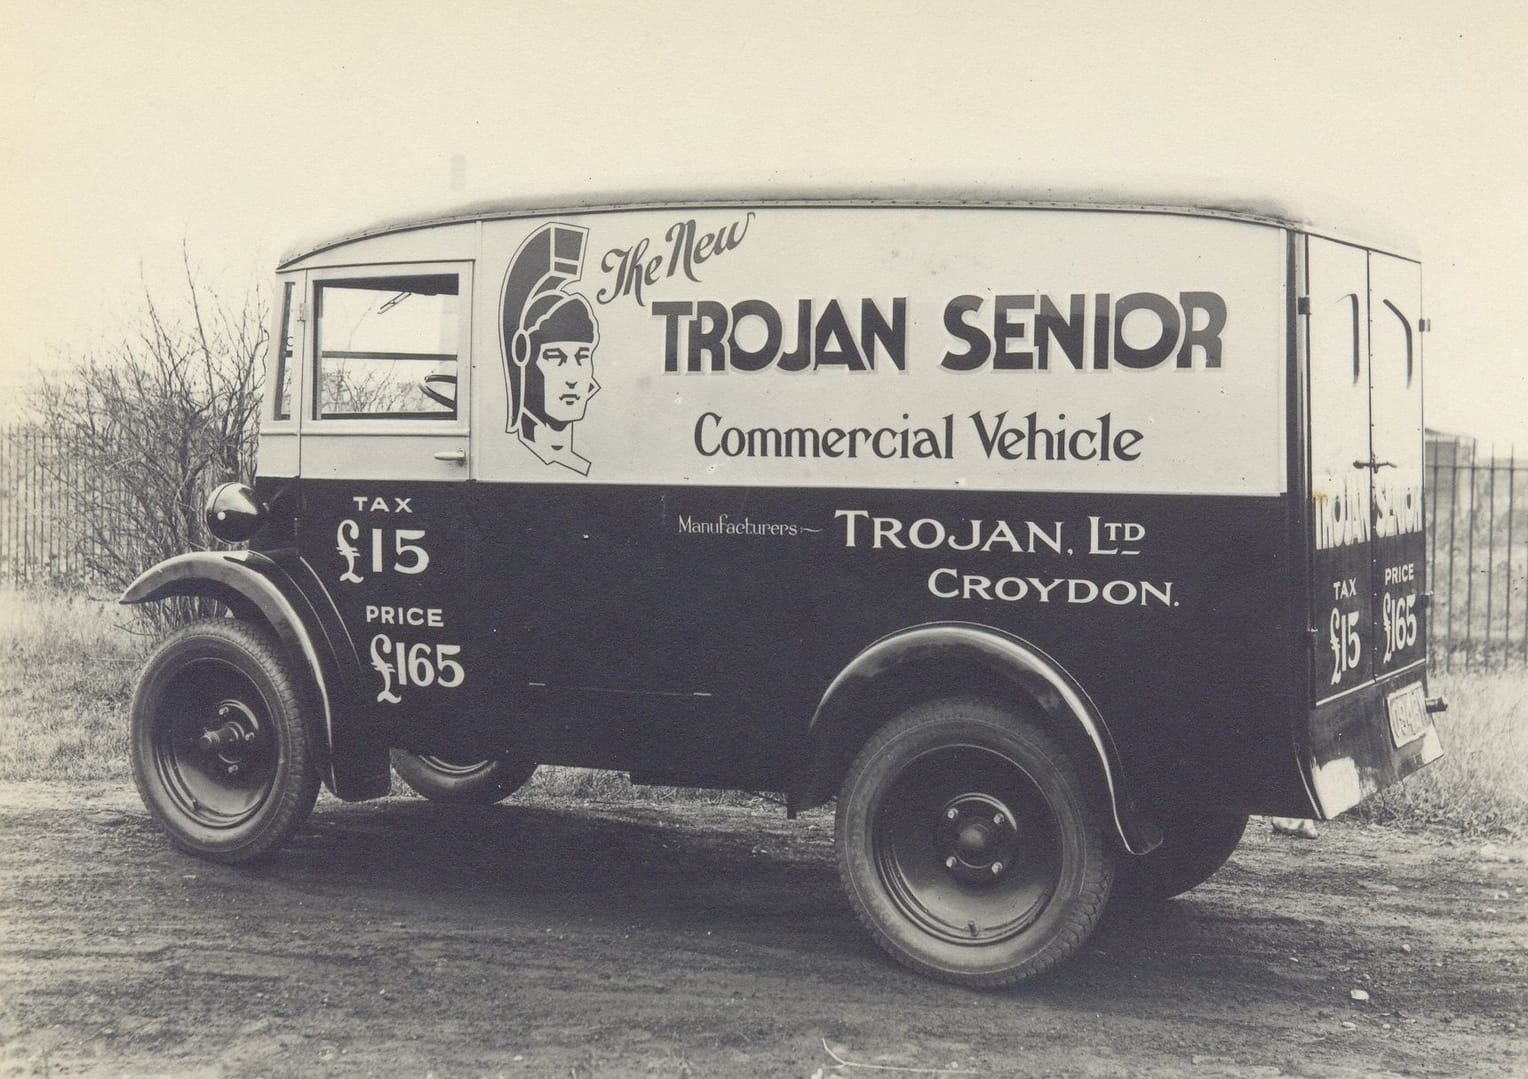 The New
TROJAN SENIOR
Commercial Vehicle
Manufacturers~ TROJAN. LTD
CROYDON.
TAX
£15
PRICE
£165
TROJAN SENIOR
TAX
£15
PRICE
£165